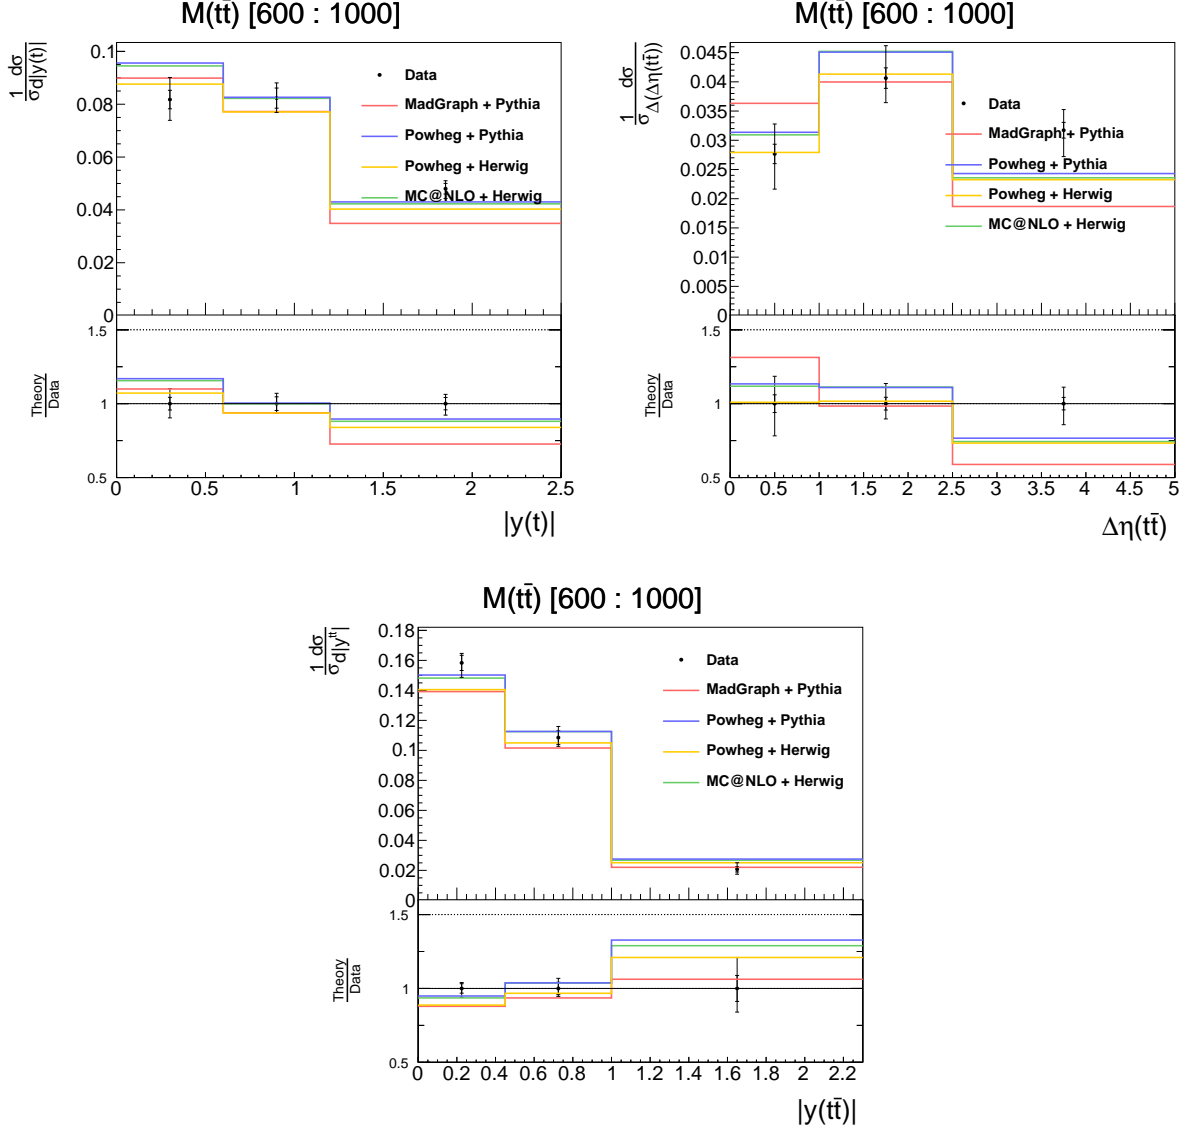 M(tt̄) [600 : 1000]
1 dσ
σ d|y(t)|
0.1
0.08
0.06
0.04
0.02
0
Data
MadGraph + Pythia
Powheg + Pythia
Powheg + Herwig
MC@NLO + Herwig
Theory
Data
1.5
1
0.5
0 0.5 1 1.5 2 2.5
|y(t)|
M(tt̄) [600 : 1000]
1 dσ
σ Δ(Δη(tt̄))
0.045
0.04
0.035
0.03
0.025
0.02
0.015
0.01
0.005
0
Data
MadGraph + Pythia
Powheg + Pythia
Powheg + Herwig
MC@NLO + Herwig
Theory
Data
1.5
1
0.5
0 0.5 1 1.5 2 2.5 3 3.5 4 4.5 5
Δη(tt̄)
M(tt̄) [600 : 1000]
1 dσ
σ d|y^tt|
0.18
0.16
0.14
0.12
0.1
0.08
0.06
0.04
0.02
0
Data
MadGraph + Pythia
Powheg + Pythia
Powheg + Herwig
MC@NLO + Herwig
Theory
Data
1.5
1
0.5
0 0.2 0.4 0.6 0.8 1 1.2 1.4 1.6 1.8 2 2.2
|y(tt̄)|